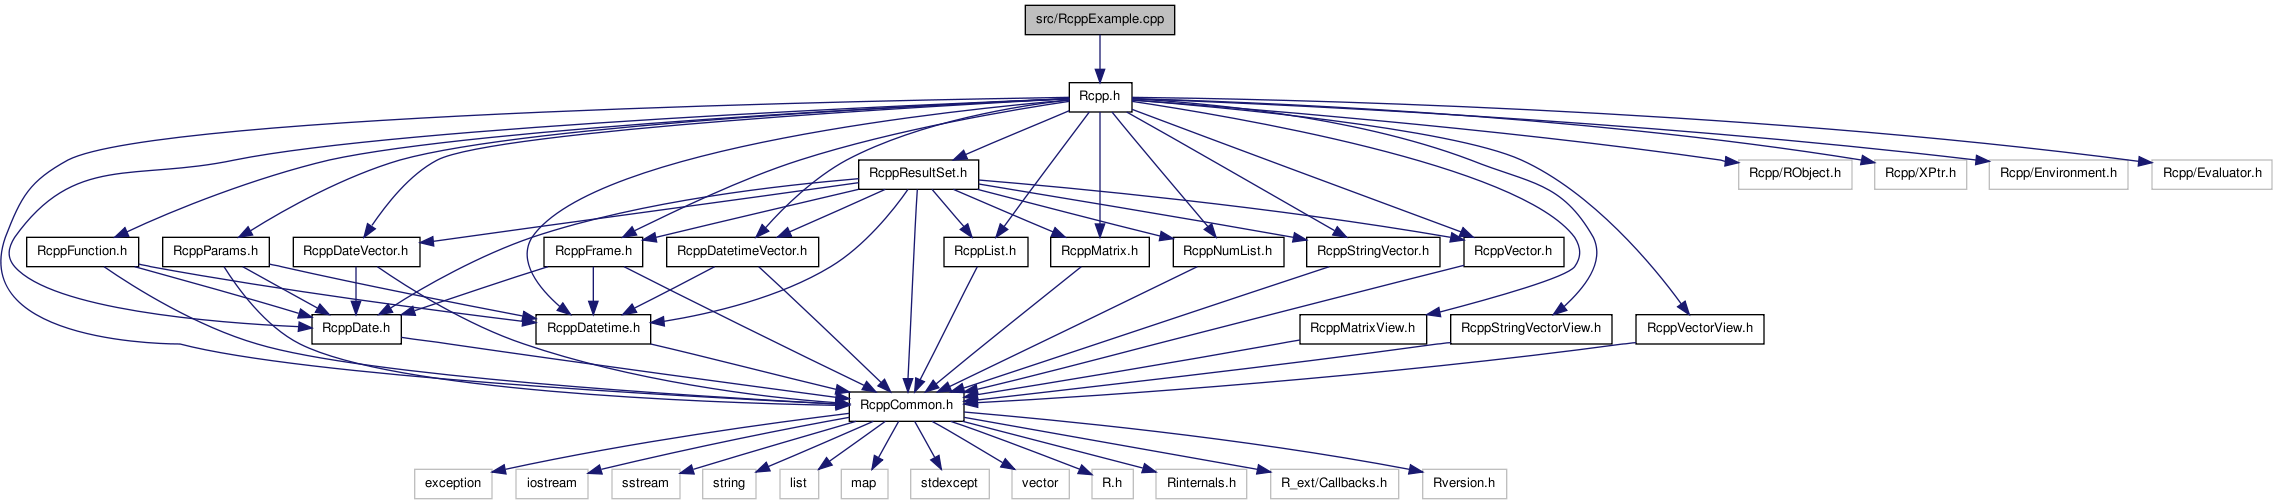 src/RcppExample.cpp
Rcpp.h
RcppResultSet.h
Rcpp/RObject.h
Rcpp/XPtr.h
Rcpp/Environment.h
Rcpp/Evaluator.h
RcppFunction.h
RcppParams.h
RcppDateVector.h
RcppFrame.h
RcppDatetimeVector.h
RcppList.h
RcppMatrix.h
RcppNumList.h
RcppStringVector.h
RcppVector.h
RcppDate.h
RcppDatetime.h
RcppMatrixView.h
RcppStringVectorView.h
RcppVectorView.h
RcppCommon.h
exception
iostream
sstream
string
list
map
stdexcept
vector
R.h
Rinternals.h
R_ext/Callbacks.h
Rversion.h